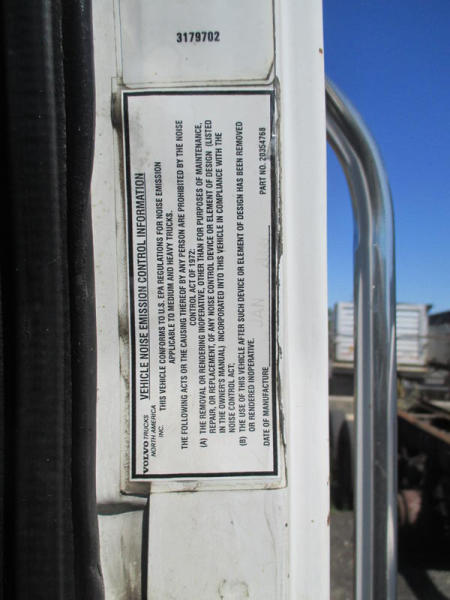 3179702
VOLVO TRUCKS
NORTH AMERICA
INC.
VEHICLE NOISE EMISSION CONTROL INFORMATION
THIS VEHICLE CONFORMS TO U.S. EPA REGULATIONS FOR NOISE EMISSION
APPLICABLE TO MEDIUM AND HEAVY TRUCKS.
THE FOLLOWING ACTS OR THE CAUSING THEREOF BY ANY PERSON ARE PROHIBITED BY THE NOISE
CONTROL ACT OF 1972:
(A) THE REMOVAL OR RENDERING INOPERATIVE, OTHER THAN FOR PURPOSES OF MAINTENANCE,
REPAIR, OR REPLACEMENT, OF ANY NOISE CONTROL DEVICE OR ELEMENT OF DESIGN (LISTED
IN THE OWNER'S MANUAL) INCORPORATED INTO THIS VEHICLE IN COMPLIANCE WITH THE
NOISE CONTROL ACT;
(B) THE USE OF THIS VEHICLE AFTER SUCH DEVICE OR ELEMENT OF DESIGN HAS BEEN REMOVED
OR RENDERED INOPERATIVE.
DATE OF MANUFACTURE JAN PART NO. 20354768